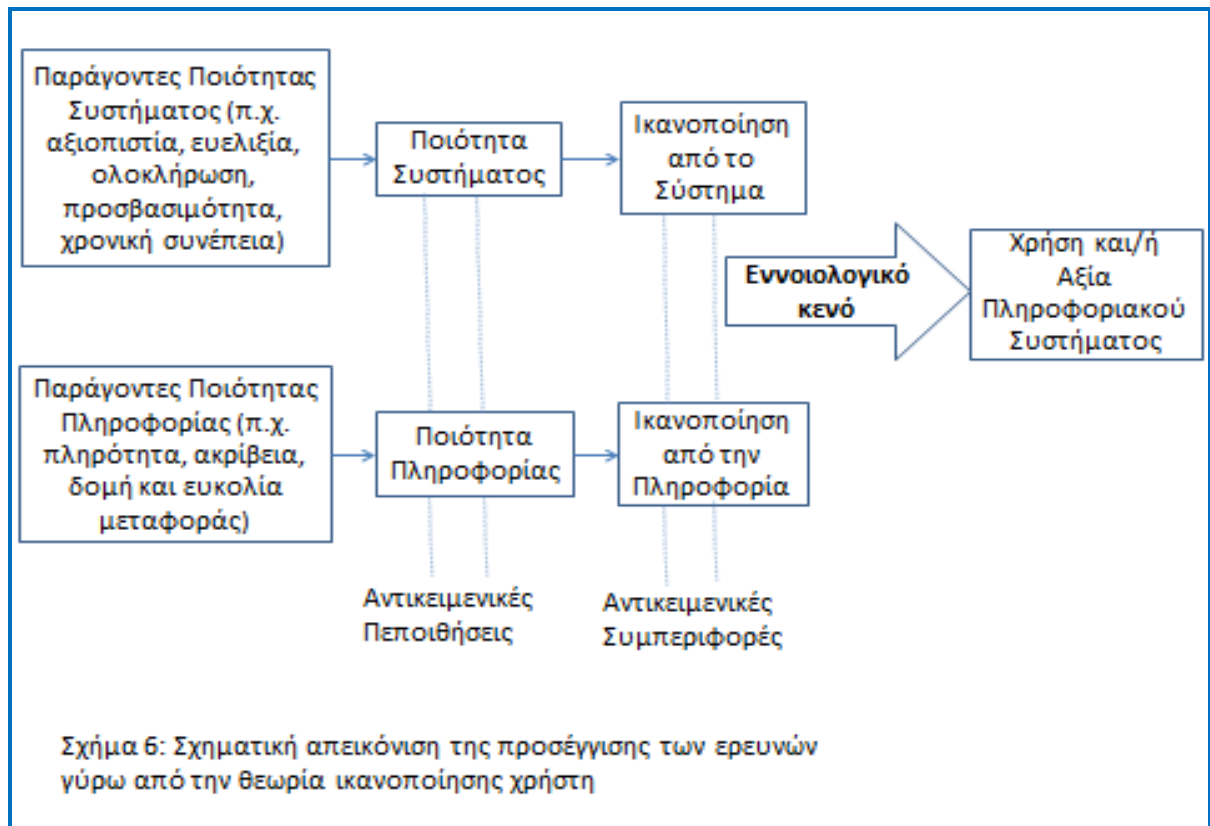 Παράγοντες Ποιότητας
Συστήματος (π.χ.
αξιοπιστία, ευελιξία,
ολοκλήρωση,
προσβασιμότητα,
χρονική συνέπεια)
Ποιότητα
Συστήματος
Ικανοποίηση
από το
Σύστημα
Εννοιολογικό
κενό
Χρήση και/ή
Αξία
Πληροφοριακού
Συστήματος
Παράγοντες Ποιότητας
Πληροφορίας (π.χ.
πληρότητα, ακρίβεια,
δομή και ευκολία
μεταφοράς)
Ποιότητα
Πληροφορίας
Ικανοποίηση
από την
Πληροφορία
Αντικειμενικές
Πεποιθήσεις
Αντικειμενικές
Συμπεριφορές
Σχήμα 6: Σχηματική απεικόνιση της προσέγγισης των ερευνών
γύρω από την θεωρία ικανοποίησης χρήστη